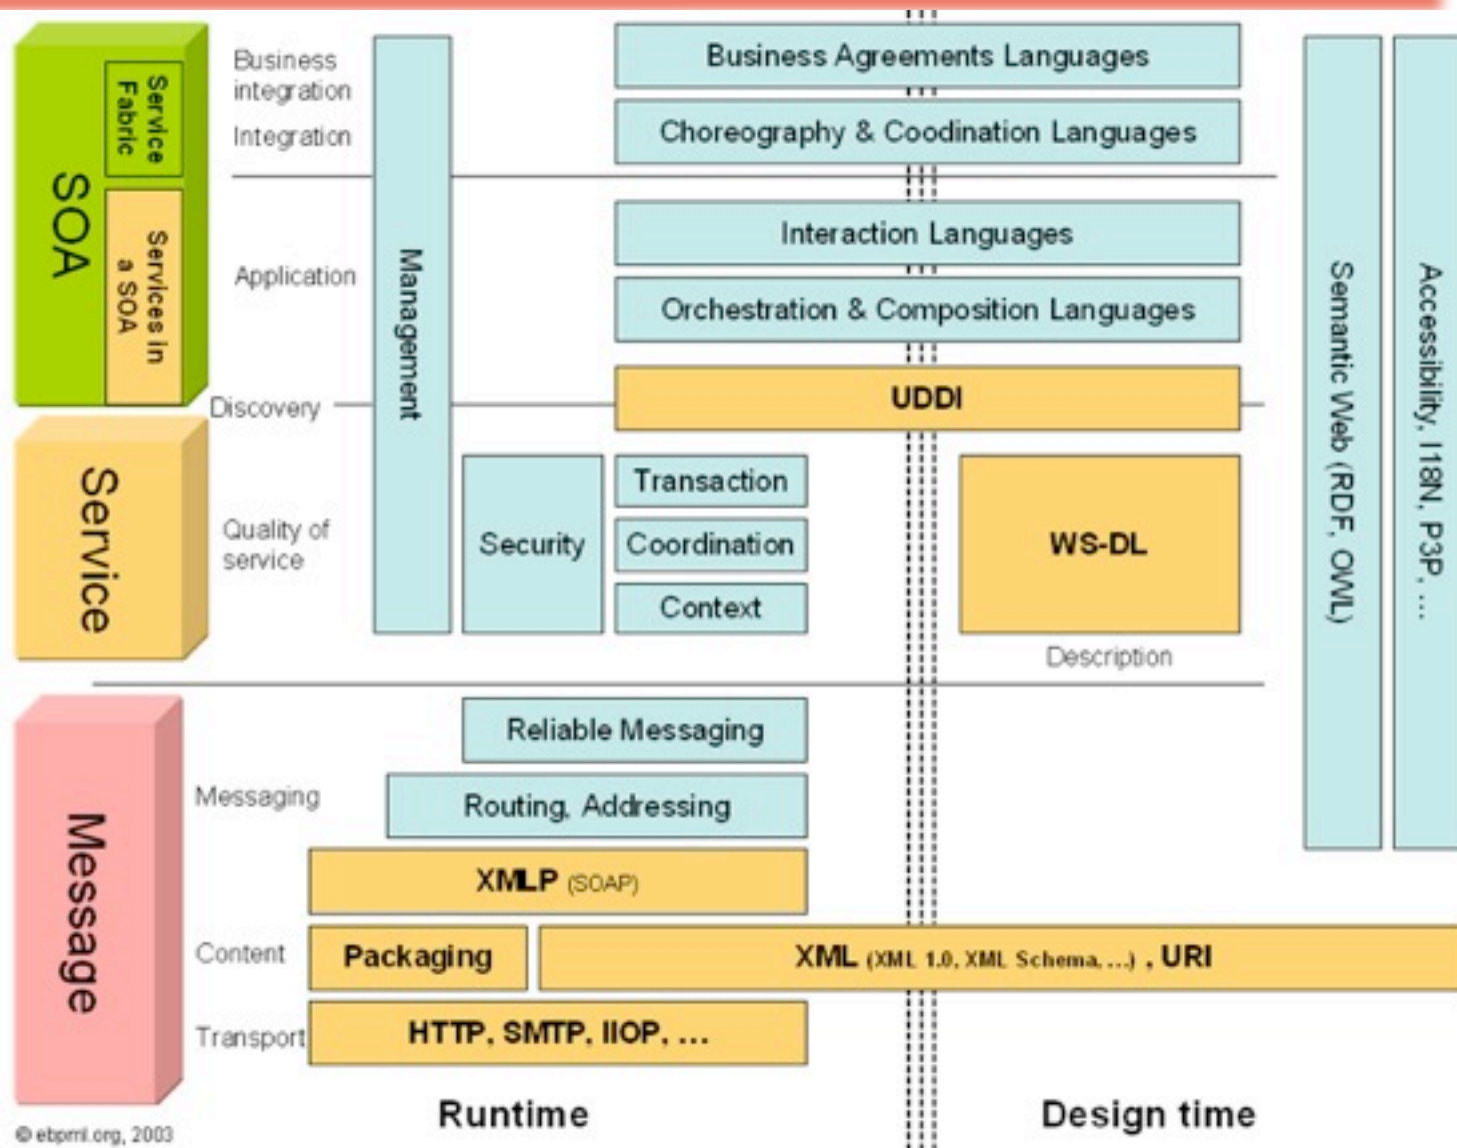 Business
integration
Integration
Business Agreements Languages
Choreography & Coodination Languages
Service
Fabric
SOA
Services in
a SOA
Application
Management
Interaction Languages
Orchestration & Composition Languages
Discovery
UDDI
Semantic Web (RDF, OWL)
Accessibility, I18N, P3P, ...
Service
Quality of
service
Security
Transaction
Coordination
Context
WS-DL
Description
Message
Reliable Messaging
Messaging
Routing, Addressing
XMLP (SOAP)
Content
Packaging
XML (XML 1.0, XML Schema, ...) , URI
Transport
HTTP, SMTP, IIOP, ...
Runtime
Design time
© ebpml.org, 2003